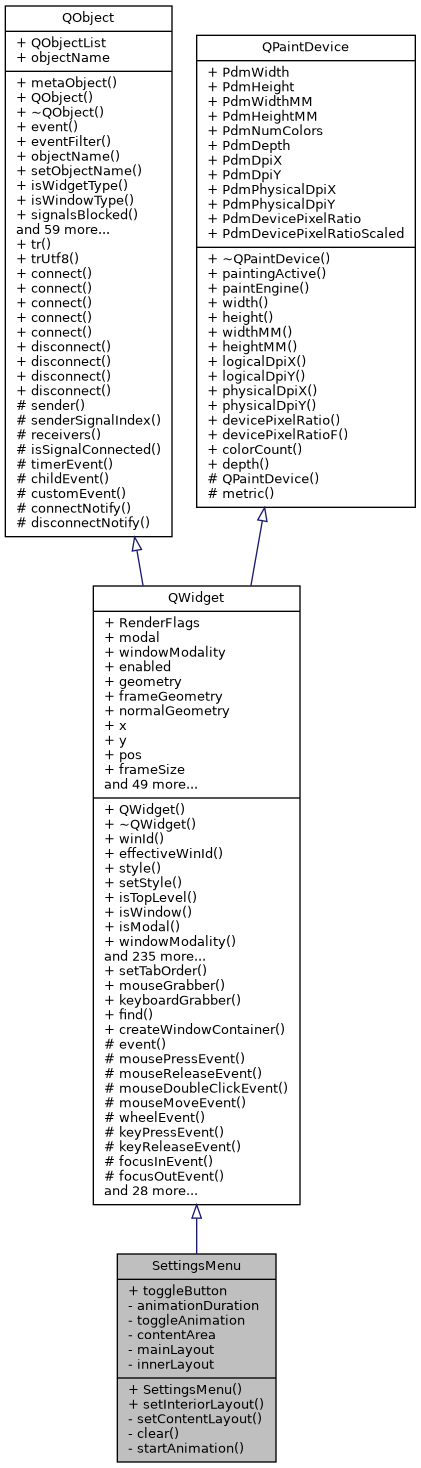 QObject
+ QObjectList
+ objectName
+ metaObject()
+ QObject()
+ ~QObject()
+ event()
+ eventFilter()
+ objectName()
+ setObjectName()
+ isWidgetType()
+ isWindowType()
+ signalsBlocked()
and 59 more...
+ tr()
+ trUtf8()
+ connect()
+ connect()
+ connect()
+ connect()
+ connect()
+ disconnect()
+ disconnect()
+ disconnect()
+ disconnect()
# sender()
# senderSignalIndex()
# receivers()
# isSignalConnected()
# timerEvent()
# childEvent()
# customEvent()
# connectNotify()
# disconnectNotify()
QPaintDevice
+ PdmWidth
+ PdmHeight
+ PdmWidthMM
+ PdmHeightMM
+ PdmNumColors
+ PdmDepth
+ PdmDpiX
+ PdmDpiY
+ PdmPhysicalDpiX
+ PdmPhysicalDpiY
+ PdmDevicePixelRatio
+ PdmDevicePixelRatioScaled
+ ~QPaintDevice()
+ paintingActive()
+ paintEngine()
+ width()
+ height()
+ widthMM()
+ heightMM()
+ logicalDpiX()
+ logicalDpiY()
+ physicalDpiX()
+ physicalDpiY()
+ devicePixelRatio()
+ devicePixelRatioF()
+ colorCount()
+ depth()
# QPaintDevice()
# metric()
QWidget
+ RenderFlags
+ modal
+ windowModality
+ enabled
+ geometry
+ frameGeometry
+ normalGeometry
+ x
+ y
+ pos
+ frameSize
and 49 more...
+ QWidget()
+ ~QWidget()
+ winId()
+ effectiveWinId()
+ style()
+ setStyle()
+ isTopLevel()
+ isWindow()
+ isModal()
+ windowModality()
and 235 more...
+ setTabOrder()
+ mouseGrabber()
+ keyboardGrabber()
+ find()
+ createWindowContainer()
# event()
# mousePressEvent()
# mouseReleaseEvent()
# mouseDoubleClickEvent()
# mouseMoveEvent()
# wheelEvent()
# keyPressEvent()
# keyReleaseEvent()
# focusInEvent()
# focusOutEvent()
and 28 more...
SettingsMenu
+ toggleButton
- animationDuration
- toggleAnimation
- contentArea
- mainLayout
- innerLayout
+ SettingsMenu()
+ setInteriorLayout()
- setContentLayout()
- clear()
- startAnimation()